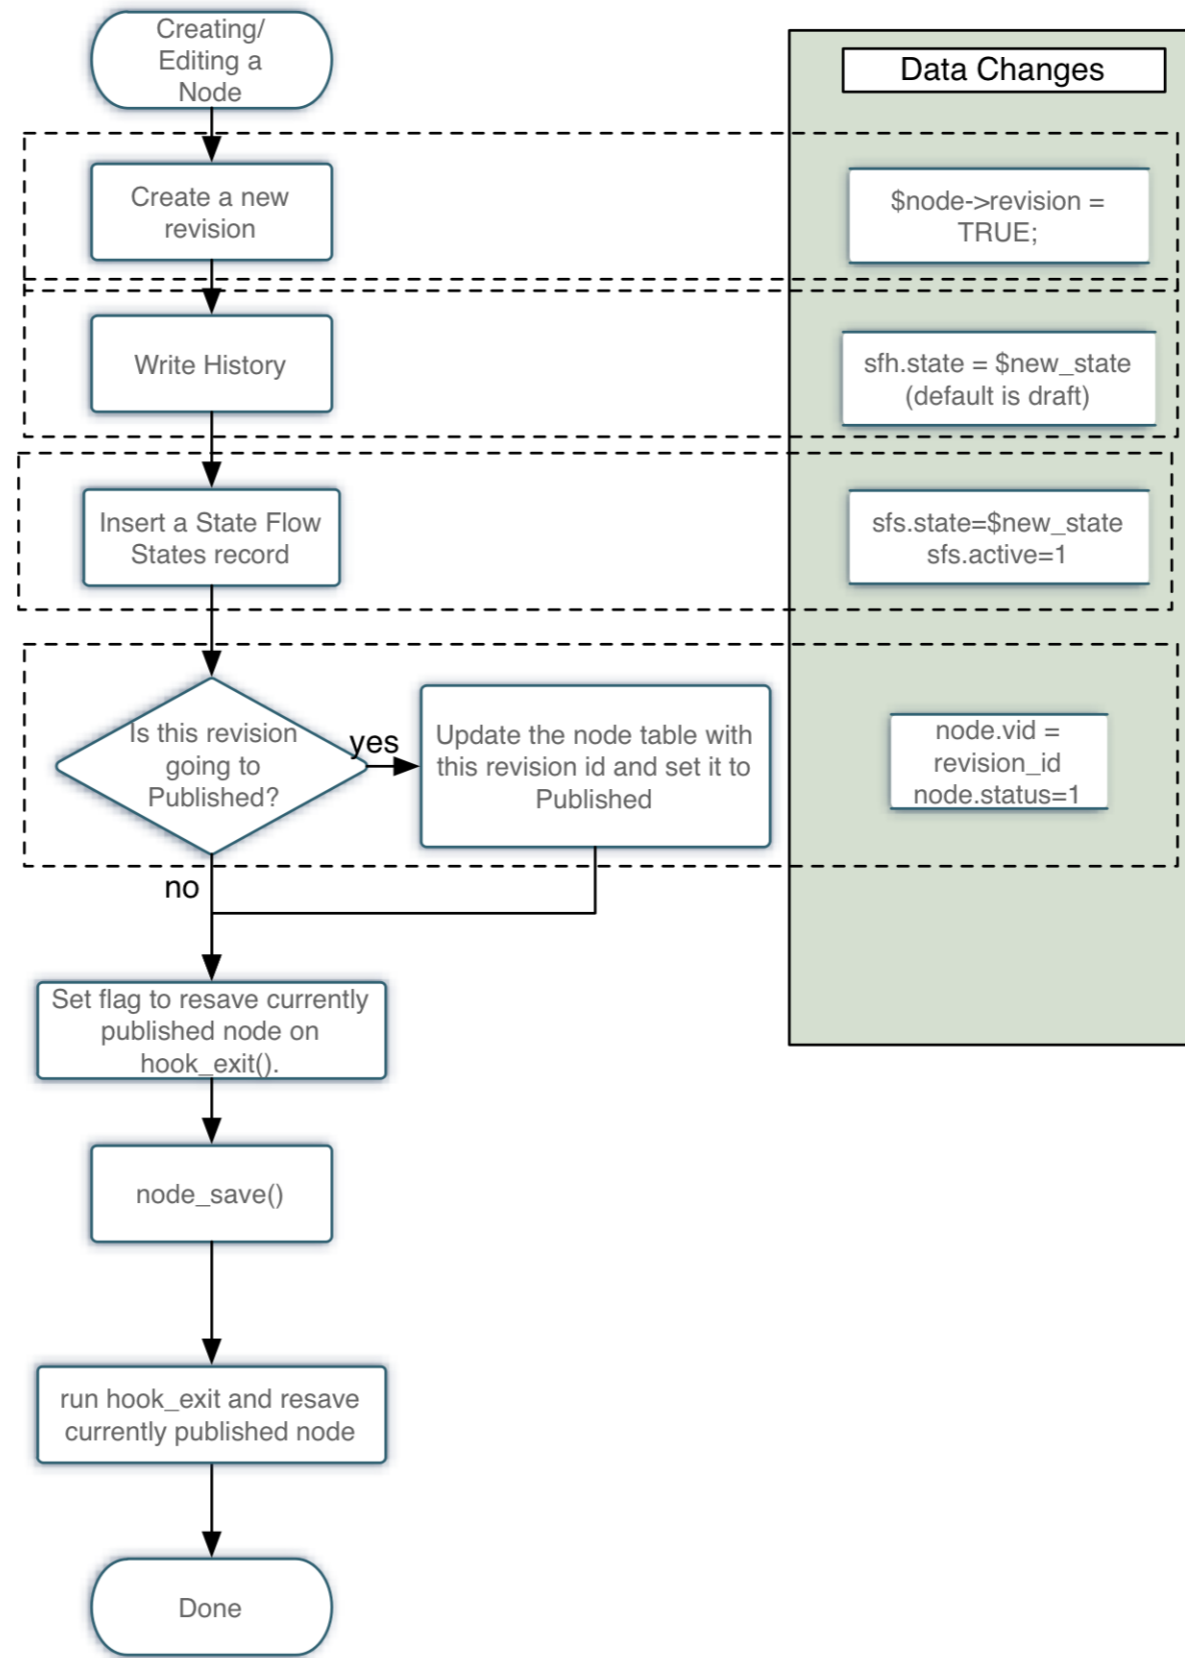 Creating/
Editing a
Node
Data Changes
Create a new
revision
$node->revision =
TRUE;
Write History
sfh.state = $new_state
(default is draft)
Insert a State Flow
States record
sfs.state=$new_state
sfs.active=1
Is this revision
going to
Published?
yes
Update the node table with
this revision id and set it to
Published
node.vid =
revision_id
node.status=1
no
Set flag to resave currently
published node on
hook_exit().
node_save()
run hook_exit and resave
currently published node
Done